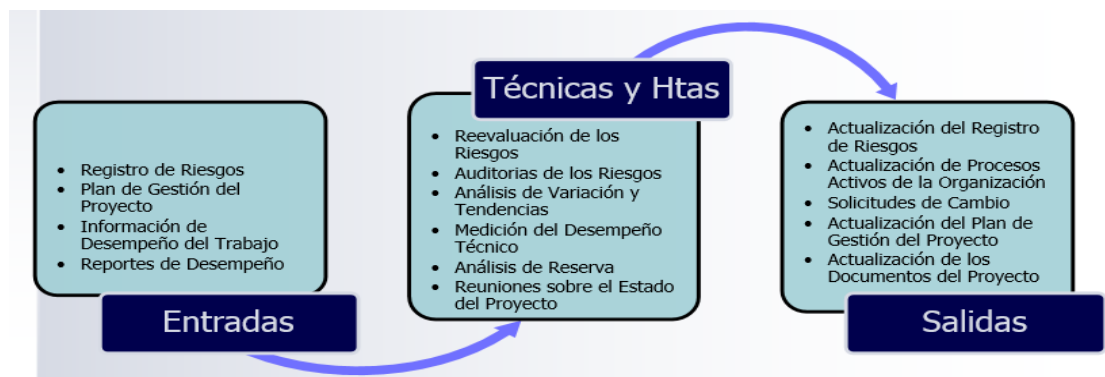 • Registro de Riesgos
• Plan de Gestión del
Proyecto
• Información de
Desempeño del Trabajo
• Reportes de Desempeño
Entradas
Técnicas y Htas
• Reevaluación de los
Riesgos
• Auditorias de los Riesgos
• Análisis de Variación y
Tendencias
• Medición del Desempeño
Técnico
• Análisis de Reserva
• Reuniones sobre el Estado
del Proyecto
• Actualización del Registro
de Riesgos
• Actualización de Procesos
Activos de la Organización
• Solicitudes de Cambio
• Actualización del Plan de
Gestión del Proyecto
• Actualización de los
Documentos del Proyecto
Salidas